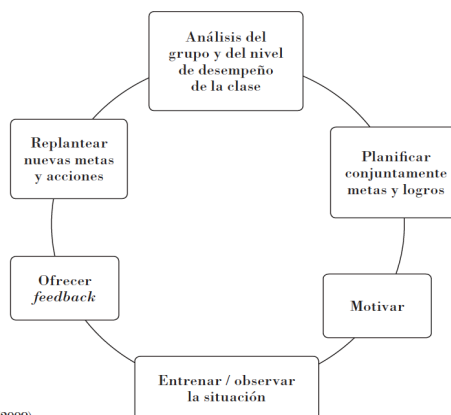 Análisis del
grupo y del nivel
de desempeño
de la clase
Planificar
conjuntamente
metas y logros
Motivar
Entrenar / observar
la situación
Ofrecer
feedback
Replantear
nuevas metas
y acciones